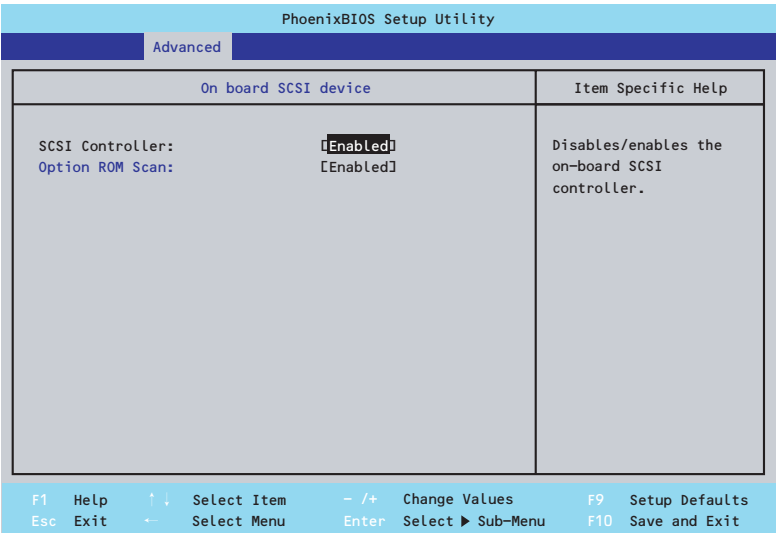 PhoenixBIOS Setup Utility
Advanced
On board SCSI device
Item Specific Help
SCSI Controller: [Enabled]
Option ROM Scan: [Enabled]
Disables/enables the
on-board SCSI
controller.
F1 Help ↑ ↓ Select Item - /+ Change Values F9 Setup Defaults
Esc Exit ← Select Menu Enter Select ▶ Sub-Menu F10 Save and Exit